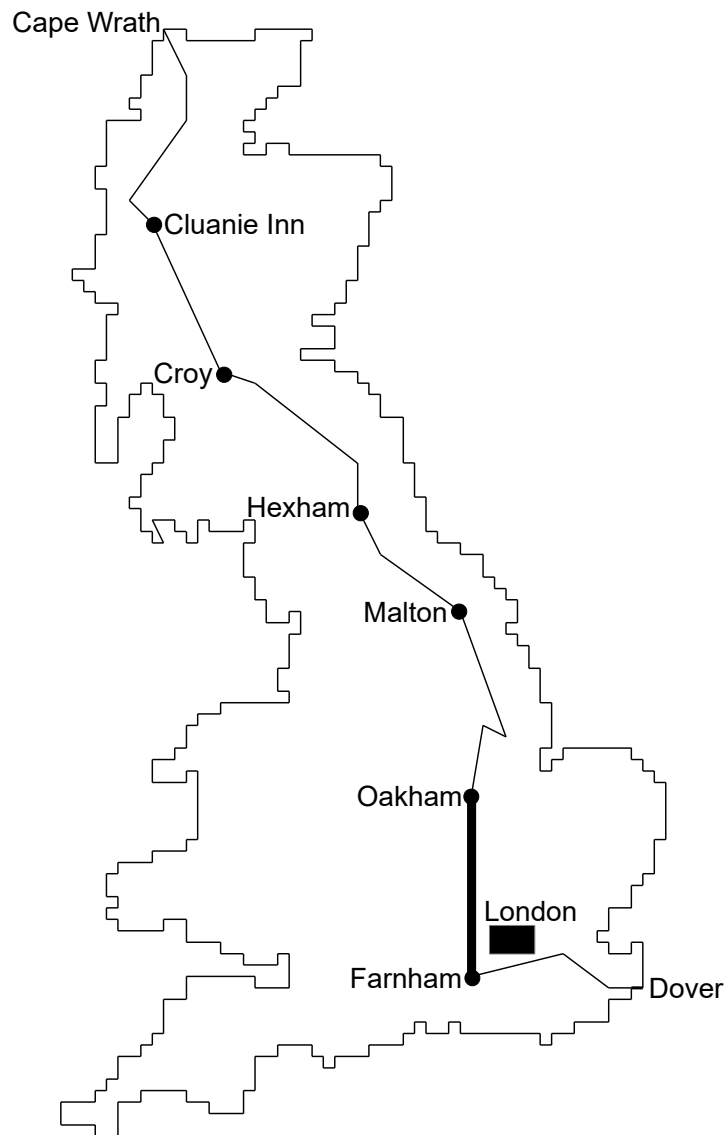 Cape Wrath
Cluanie Inn
Croy
Hexham
Malton
Oakham
London
Farnham
Dover